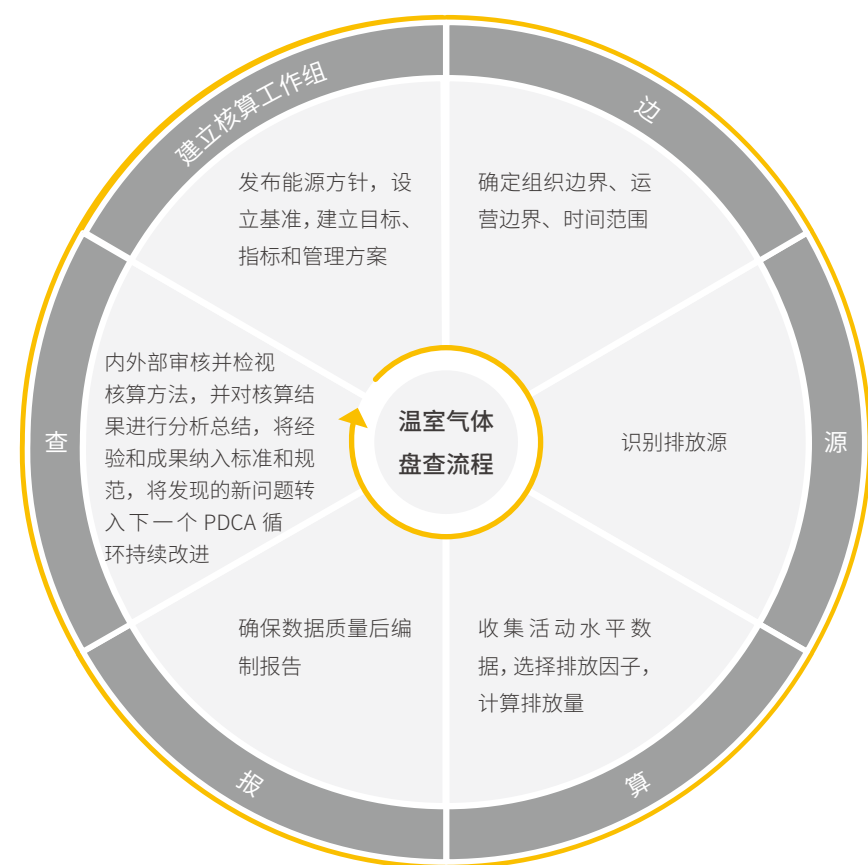 建立核算工作组
发布能源方针，设
立基准，建立目标、
指标和管理方案
边
确定组织边界、运
营边界、时间范围
源
识别排放源
算
收集活动水平数
据，选择排放因子，
计算排放量
报
确保数据质量后编
制报告
查
内外部审核并检视
核算方法，并对核算结
果进行分析总结，将经
验和成果纳入标准和规
范，将发现的新问题转
入下一个 PDCA 循
环持续改进
温室气体
盘查流程